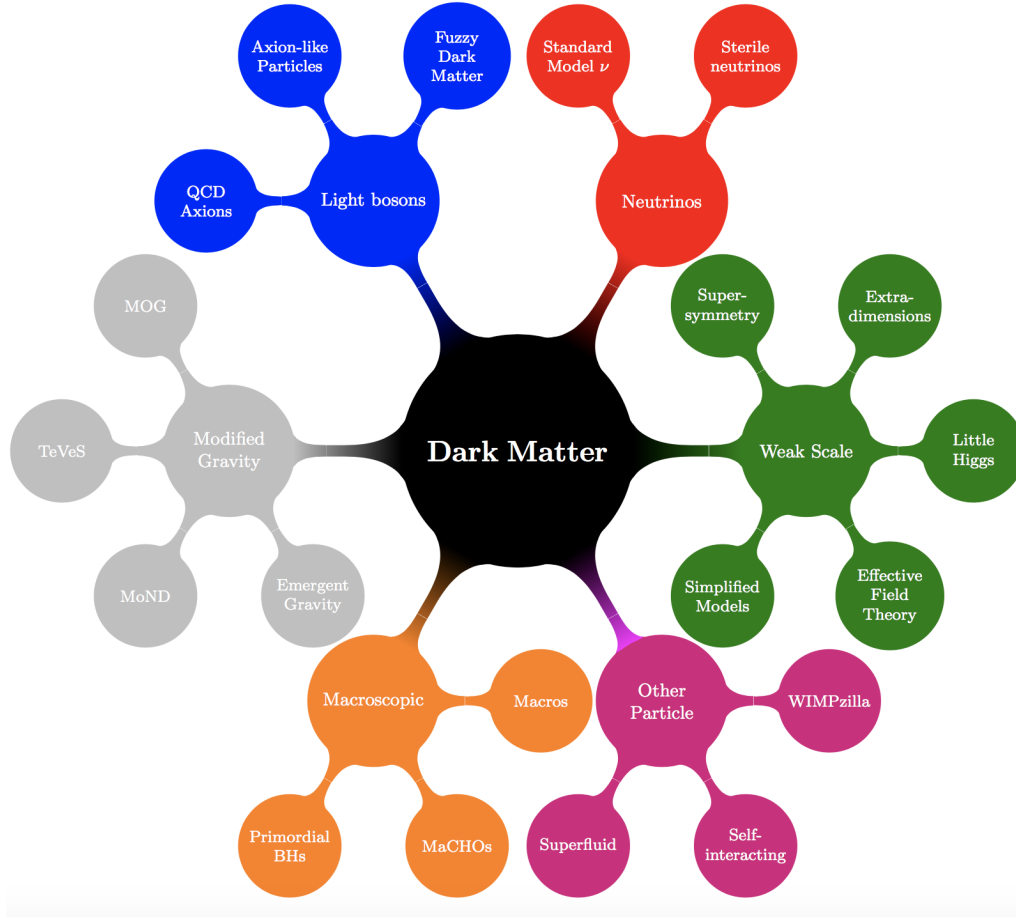 Axion-like
Particles
Fuzzy
Dark
Matter
Standard
Model ν
Sterile
neutrinos
QCD
Axions
Light bosons
Neutrinos
MOG
Super-
symmetry
Extra-
dimensions
TeVeS
Modified
Gravity
Dark Matter
Weak Scale
Little
Higgs
MoND
Emergent
Gravity
Simplified
Models
Effective
Field
Theory
Macroscopic
Macros
Other
Particle
WIMPzilla
Primordial
BHs
MaCHOs
Superfluid
Self-
interacting